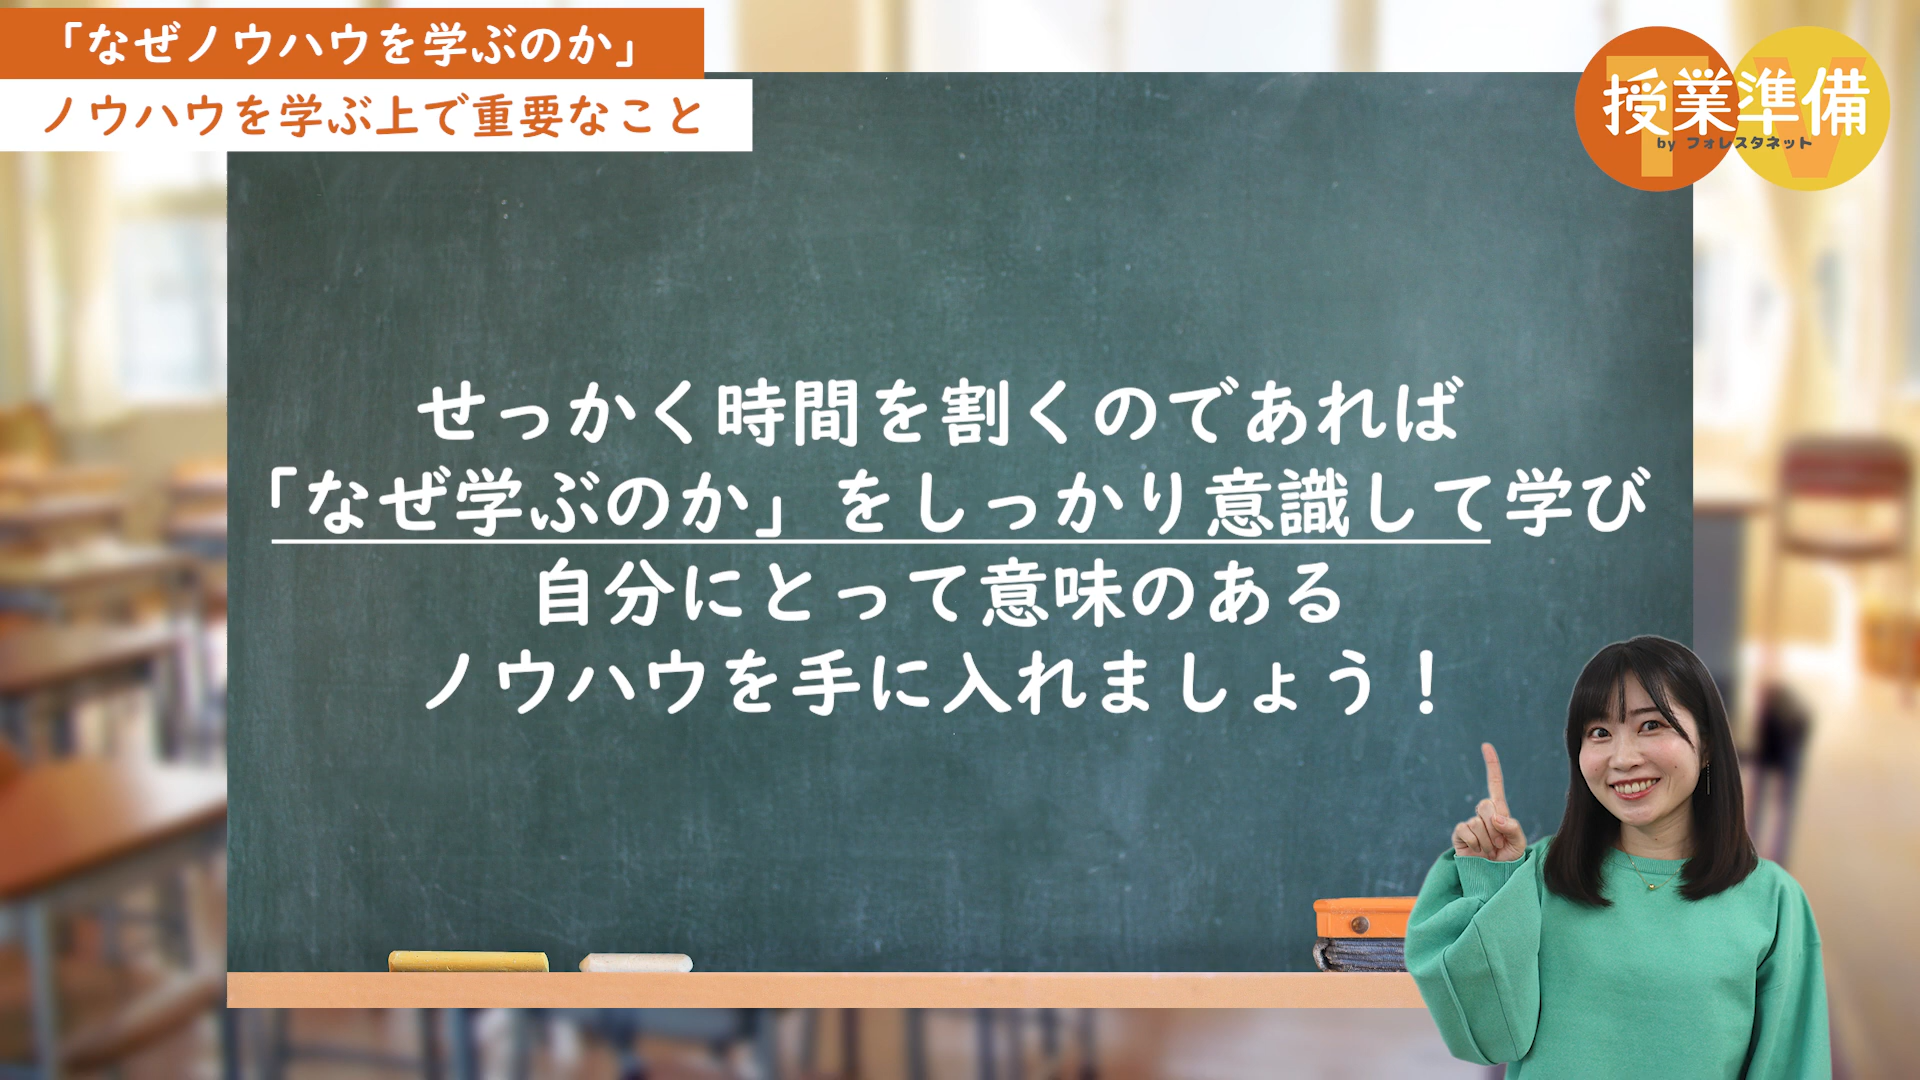 「なぜノウハウを学ぶのか」
ノウハウを学ぶ上で重要なこと
TV
授業準備
by フォレスタネット
せっかく時間を割くのであれば
「なぜ学ぶのか」をしっかり意識して学び
自分にとって意味のある
ノウハウを手に入れましょう！